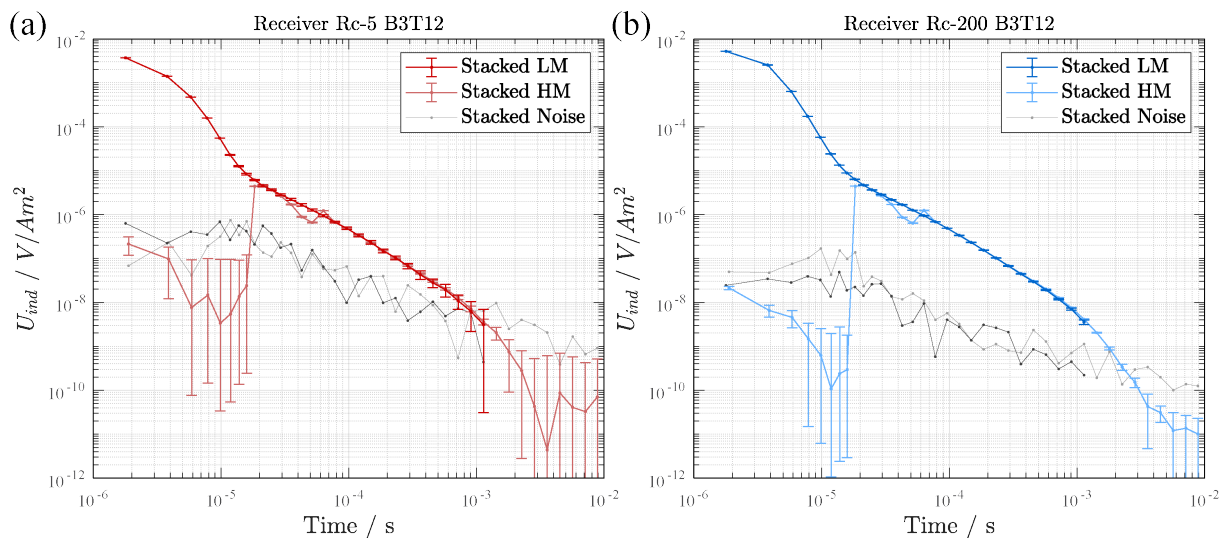 (a)
Receiver Rc-5 B3T12
Stacked LM
Stacked HM
Stacked Noise
10^-2
10^-4
10^-6
10^-8
10^-10
10^-12
U_ind / V/Am^2
10^-6
10^-5
10^-4
10^-3
10^-2
Time / s
(b)
Receiver Rc-200 B3T12
Stacked LM
Stacked HM
Stacked Noise
10^-2
10^-4
10^-6
10^-8
10^-10
10^-12
U_ind / V/Am^2
10^-6
10^-5
10^-4
10^-3
10^-2
Time / s